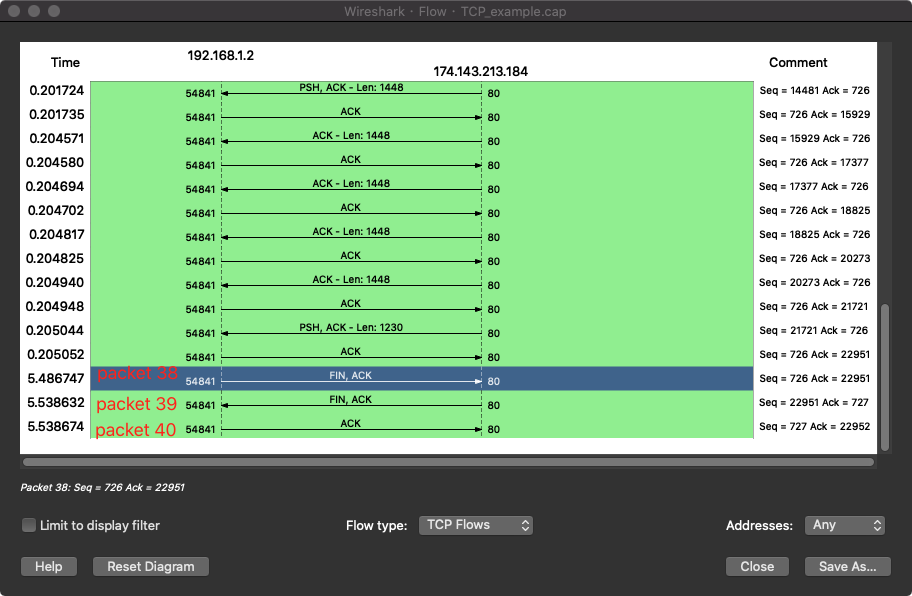 Wireshark · Flow · TCP_example.cap
192.168.1.2
Time Comment
174.143.213.184
0.201724 54841 PSH, ACK - Len: 1448 80 Seq = 14481 Ack = 726
0.201735 54841 ACK 80 Seq = 726 Ack = 15929
0.204571 54841 ACK - Len: 1448 80 Seq = 15929 Ack = 726
0.204580 54841 ACK 80 Seq = 726 Ack = 17377
0.204694 54841 ACK - Len: 1448 80 Seq = 17377 Ack = 726
0.204702 54841 ACK 80 Seq = 726 Ack = 18825
0.204817 54841 ACK - Len: 1448 80 Seq = 18825 Ack = 726
0.204825 54841 ACK 80 Seq = 726 Ack = 20273
0.204940 54841 ACK - Len: 1448 80 Seq = 20273 Ack = 726
0.204948 54841 ACK 80 Seq = 726 Ack = 21721
0.205044 54841 PSH, ACK - Len: 1230 80 Seq = 21721 Ack = 726
0.205052 54841 ACK 80 Seq = 726 Ack = 22951
5.486747 packet 38 54841 FIN, ACK 80 Seq = 726 Ack = 22951
5.538632 packet 39 54841 FIN, ACK 80 Seq = 22951 Ack = 727
5.538674 packet 40 54841 ACK 80 Seq = 727 Ack = 22952
Packet 38: Seq = 726 Ack = 22951
Limit to display filter Flow type: TCP Flows Addresses: Any
Help Reset Diagram Close Save As...